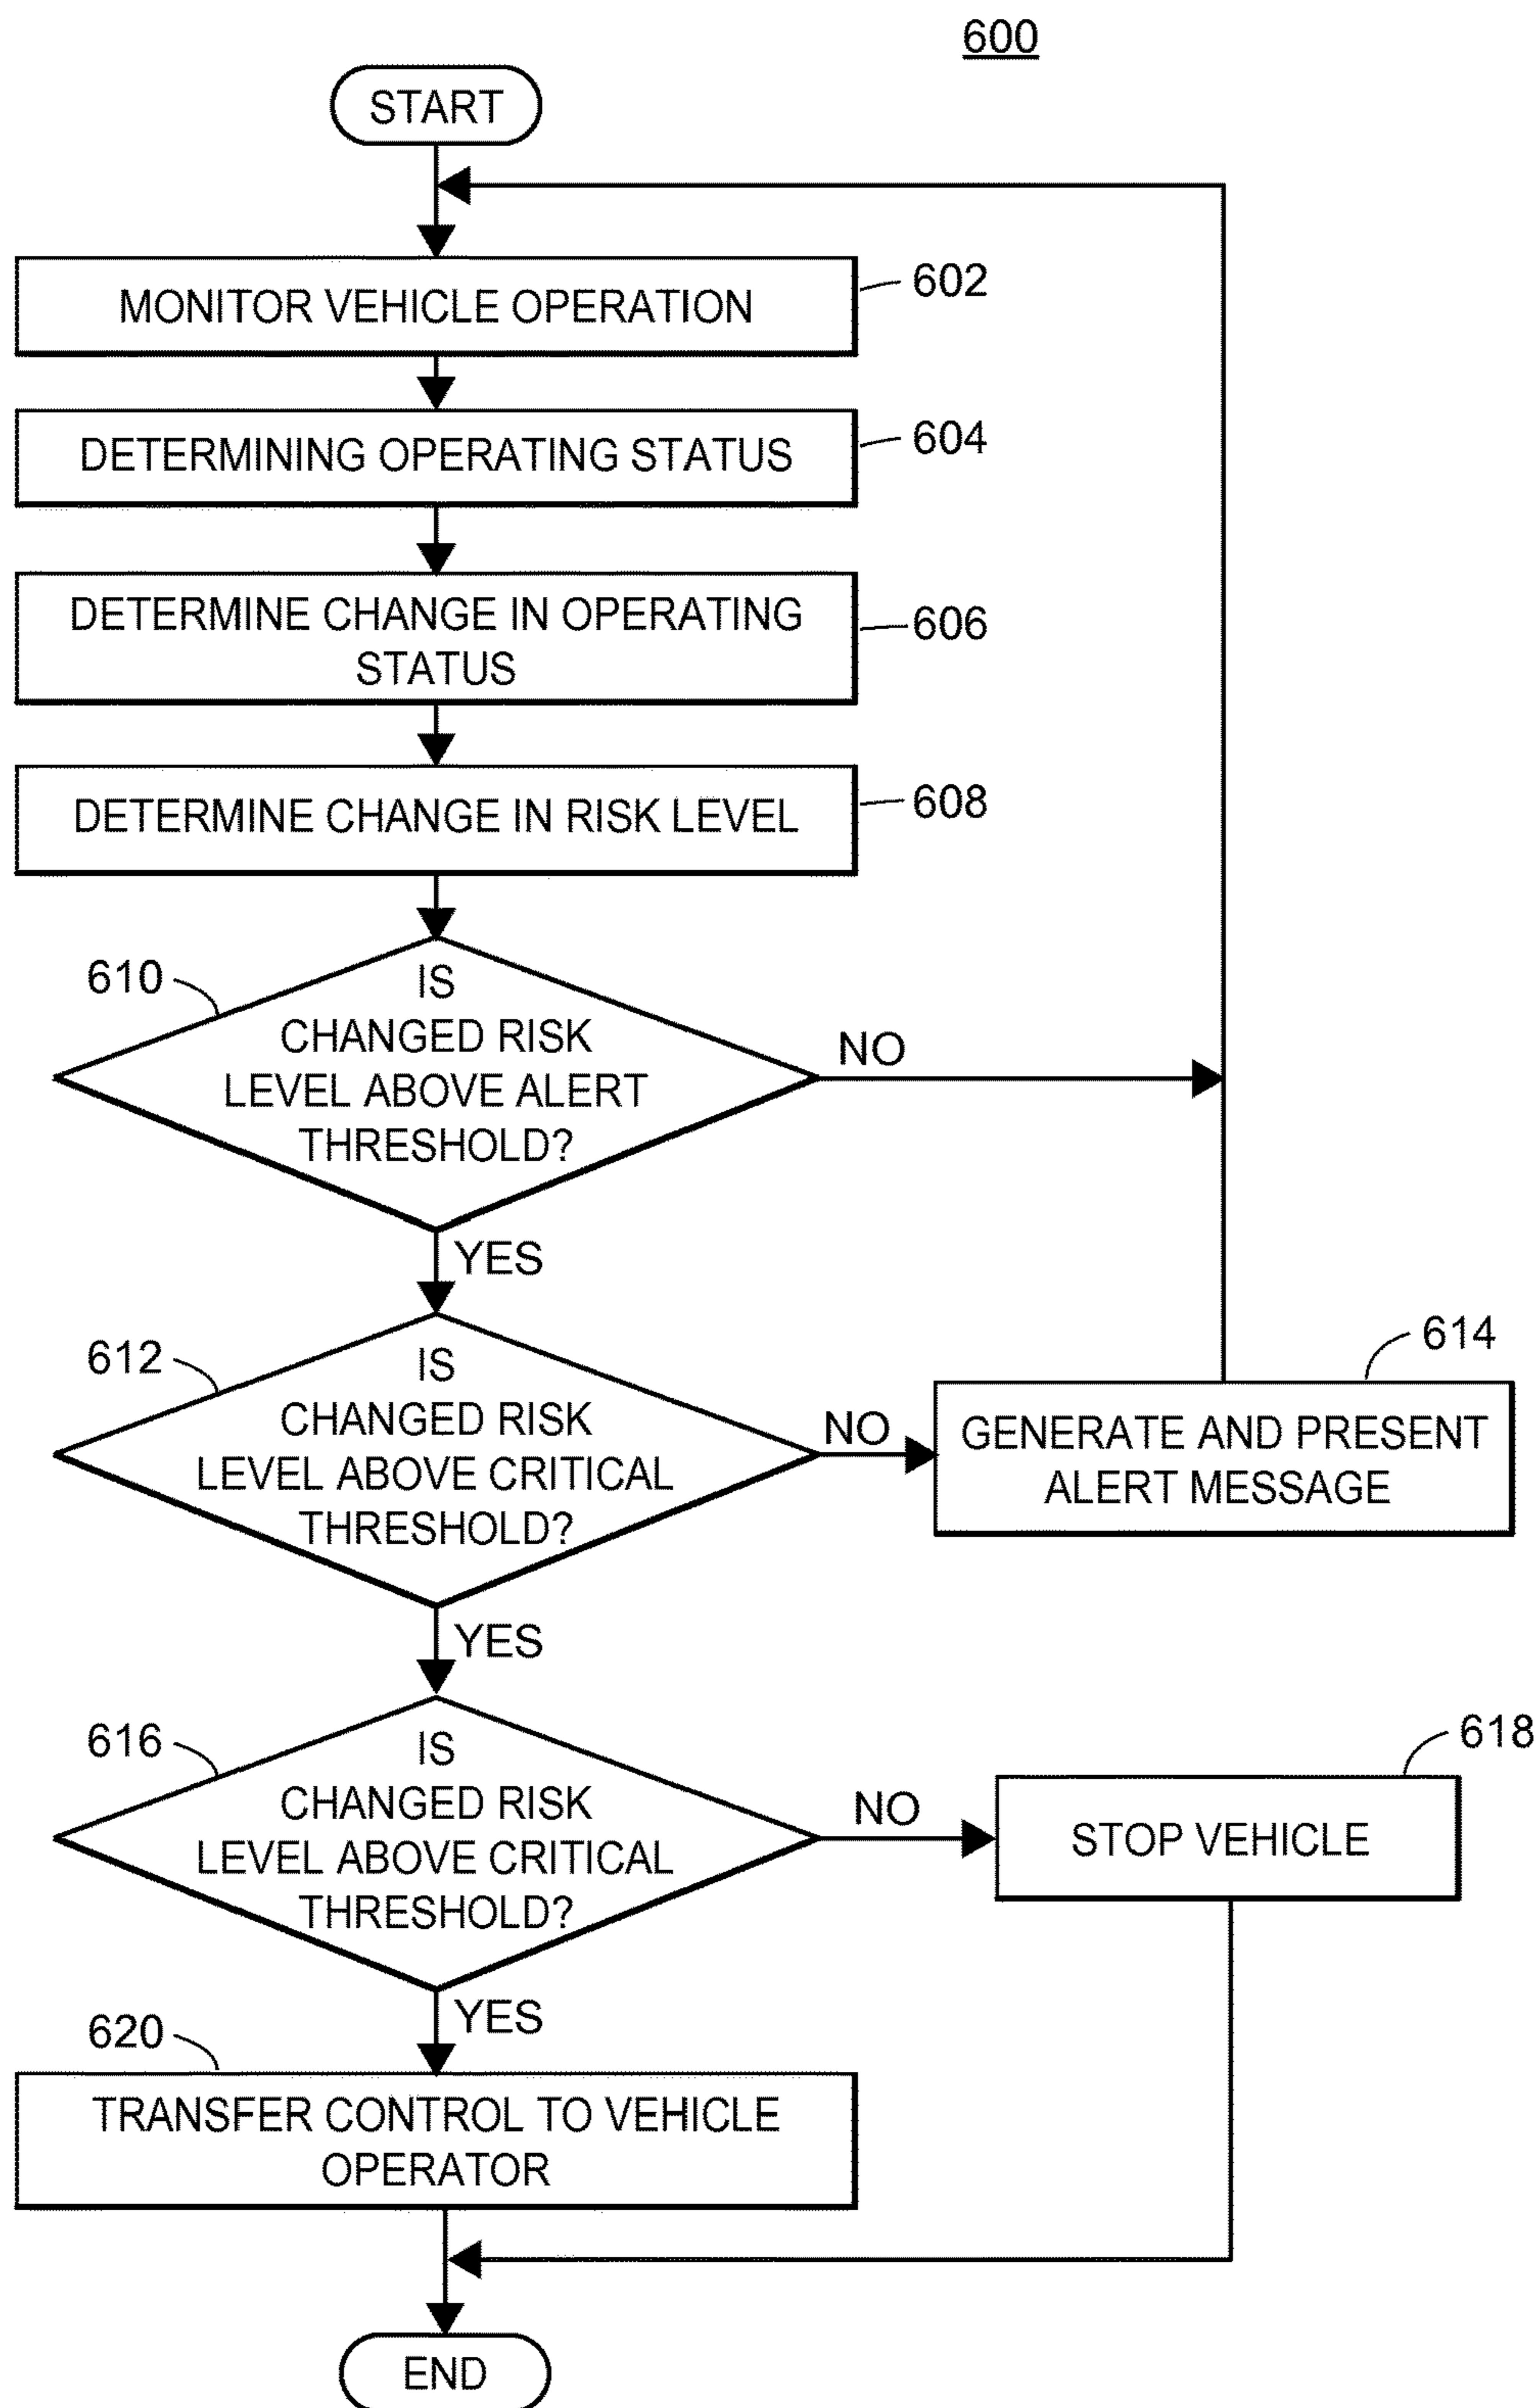 600
START
MONITOR VEHICLE OPERATION
602
DETERMINING OPERATING STATUS
604
DETERMINE CHANGE IN OPERATING
STATUS
606
DETERMINE CHANGE IN RISK LEVEL
608
610
IS
CHANGED RISK
LEVEL ABOVE ALERT
THRESHOLD?
NO
YES
612
IS
CHANGED RISK
LEVEL ABOVE CRITICAL
THRESHOLD?
NO
614
GENERATE AND PRESENT
ALERT MESSAGE
YES
616
IS
CHANGED RISK
LEVEL ABOVE CRITICAL
THRESHOLD?
NO
618
STOP VEHICLE
YES
620
TRANSFER CONTROL TO VEHICLE
OPERATOR
END